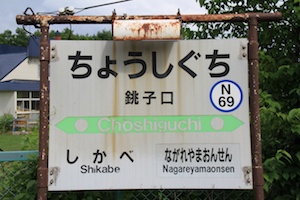 ちょうしぐち
銚子口
N
69
Choshiguchi
しかべ
Shikabe
ながれやまおんせん
Nagareyamaonsen